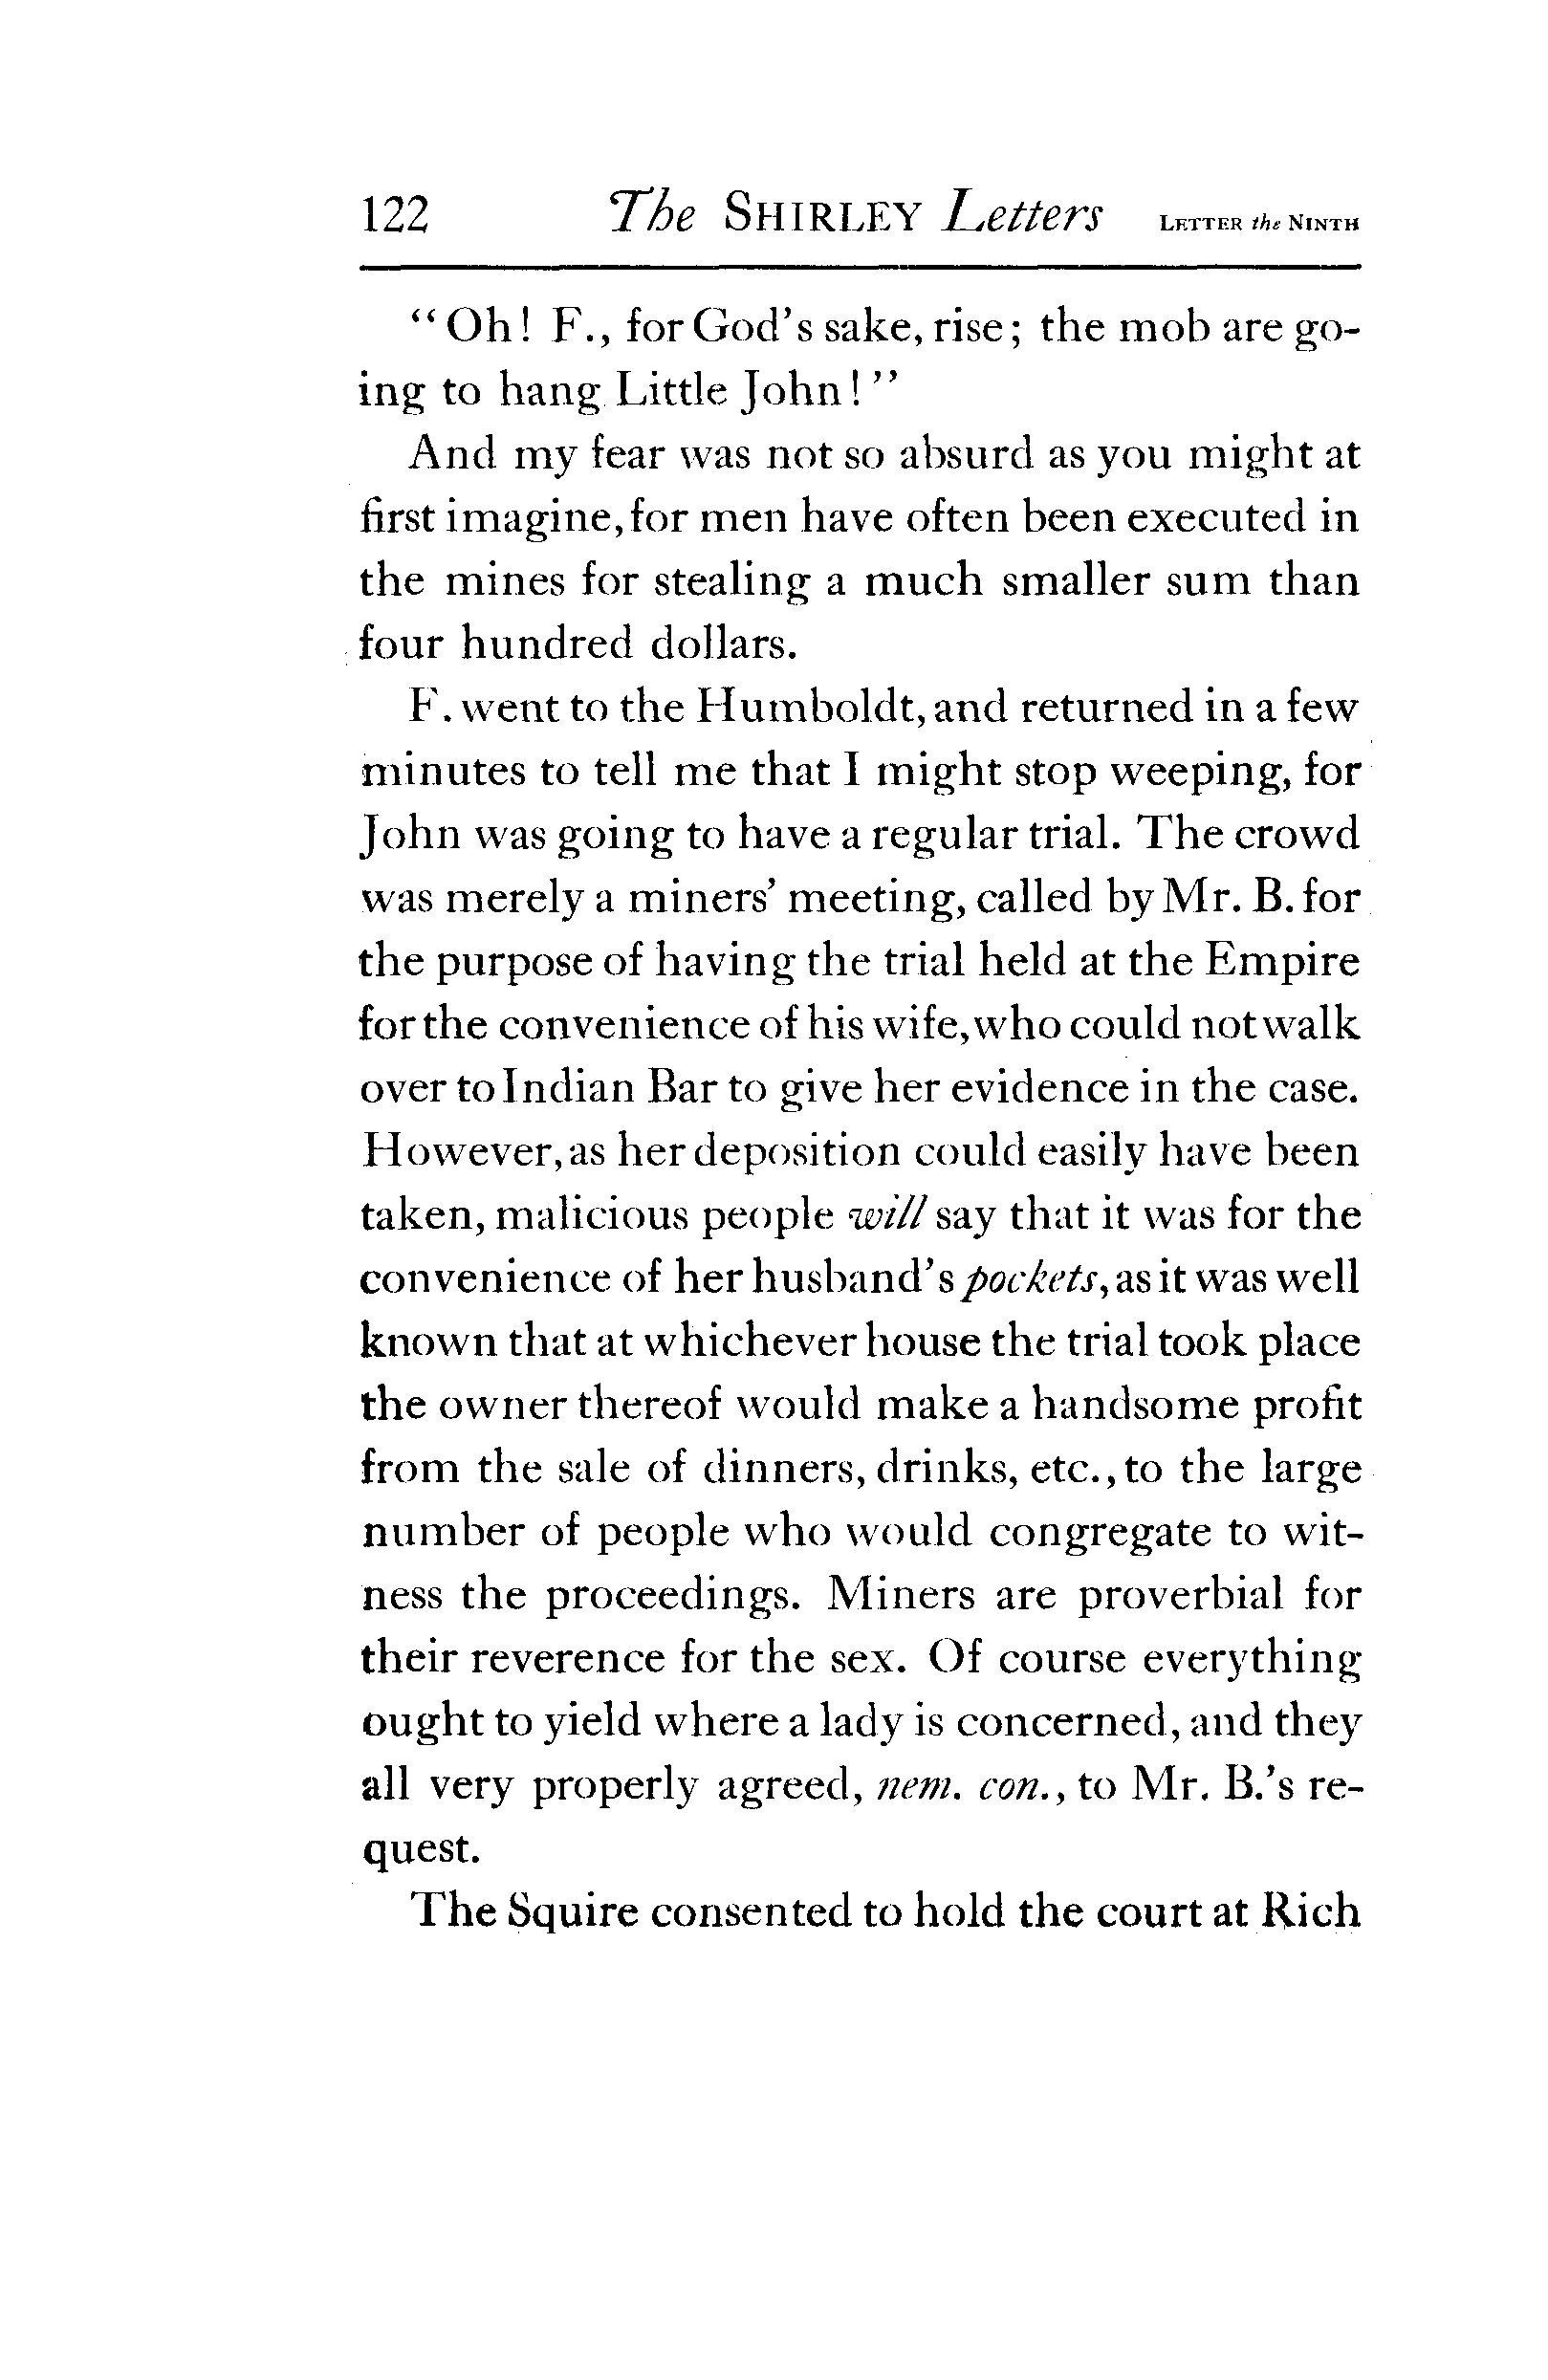 122 The SHIRLEY Letters LETTER the NINTH
“Oh! F., for God’s sake, rise; the mob are go-
ing to hang Little John!”
And my fear was not so absurd as you might at
first imagine, for men have often been executed in
the mines for stealing a much smaller sum than
four hundred dollars.
F. went to the Humboldt, and returned in a few
minutes to tell me that I might stop weeping, for
John was going to have a regular trial. The crowd
was merely a miners’ meeting, called by Mr. B. for
the purpose of having the trial held at the Empire
for the convenience of his wife, who could not walk
over to Indian Bar to give her evidence in the case.
However, as her deposition could easily have been
taken, malicious people will say that it was for the
convenience of her husband’s pockets, as it was well
known that at whichever house the trial took place
the owner thereof would make a handsome profit
from the sale of dinners, drinks, etc., to the large
number of people who would congregate to wit-
ness the proceedings. Miners are proverbial for
their reverence for the sex. Of course everything
ought to yield where a lady is concerned, and they
all very properly agreed, nem. con., to Mr. B.’s re-
quest.
The Squire consented to hold the court at Rich